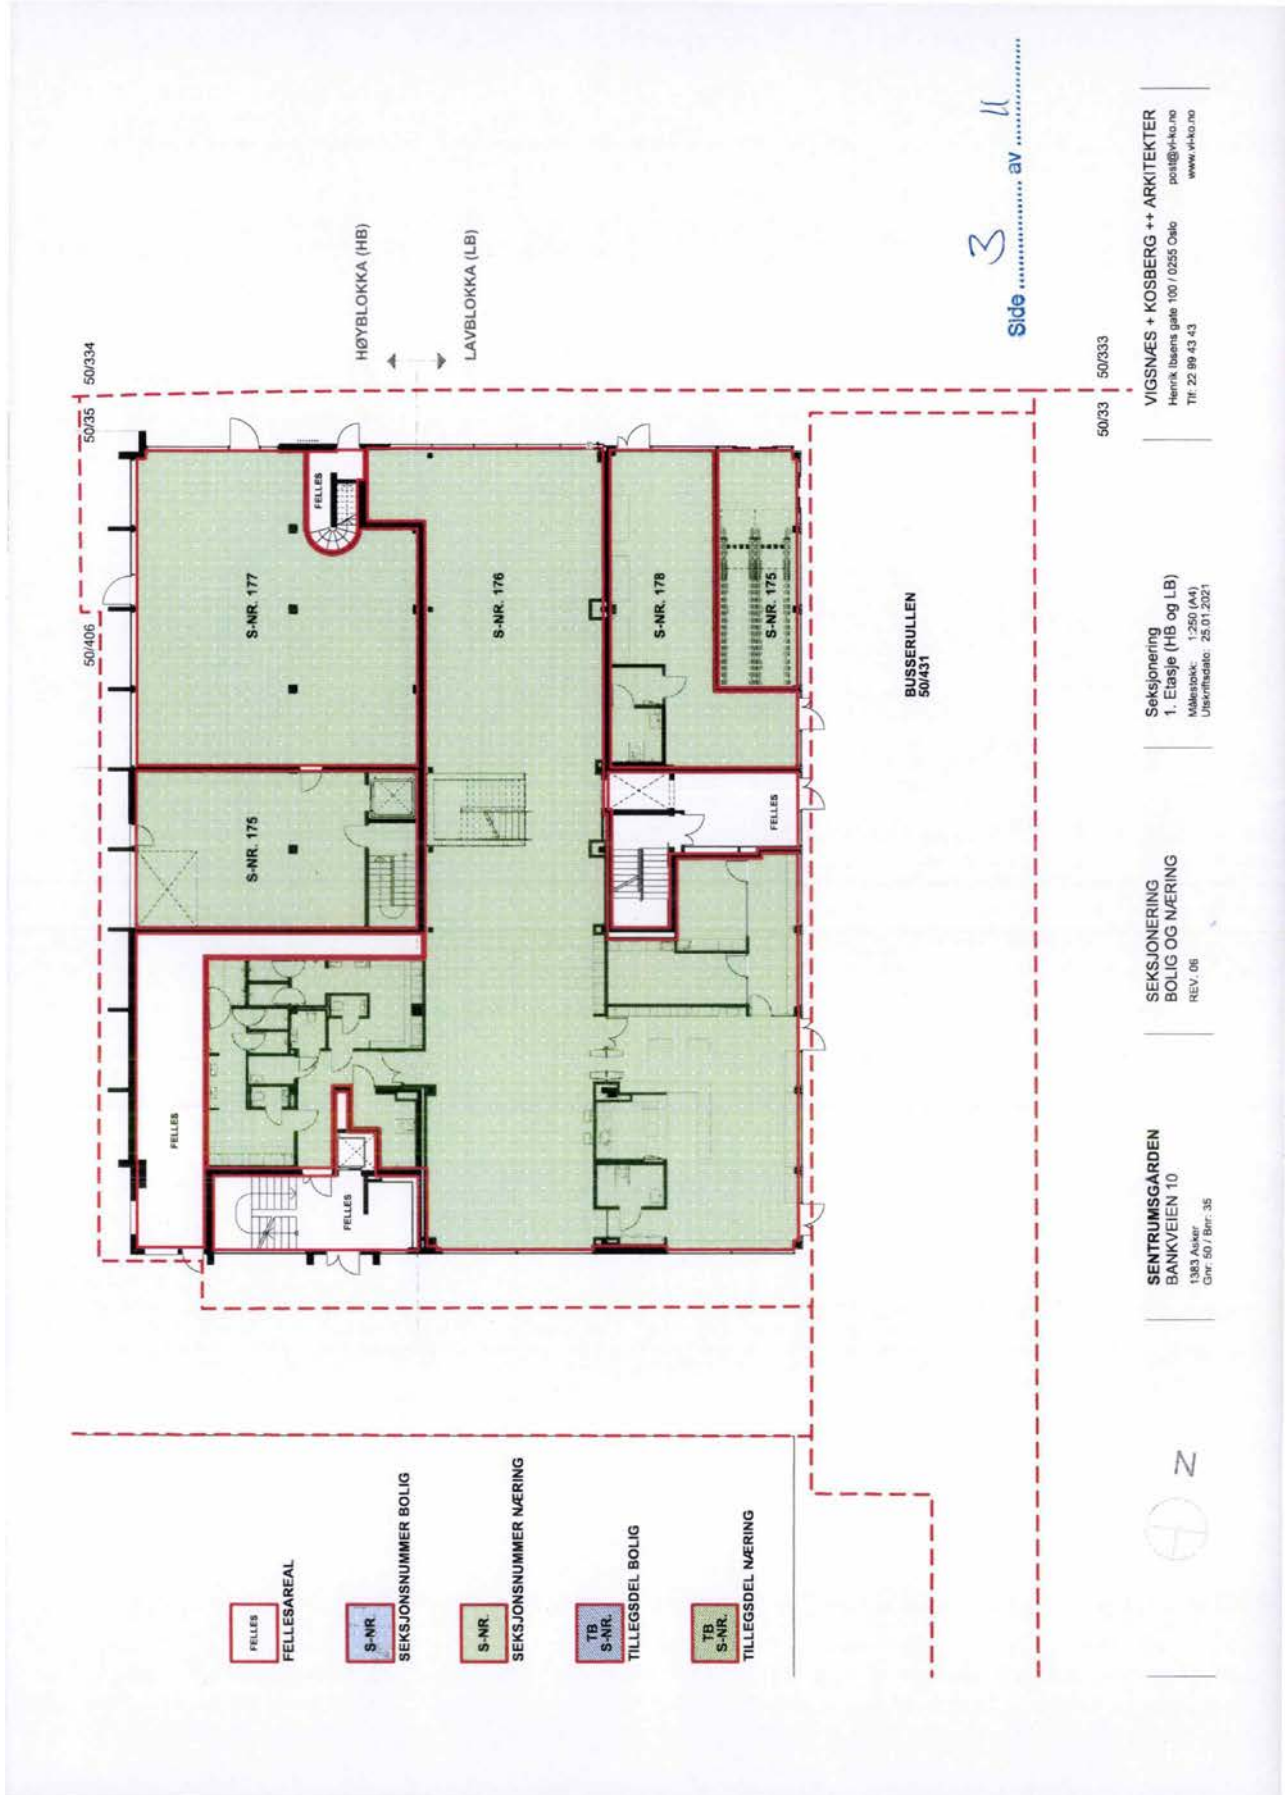 50/334
50/35
50/406
HØYBLOKKA (HB)
LAVBLOKKA (LB)
S-NR. 177
FELLES
S-NR. 175
S-NR. 176
S-NR. 178
S-NR. 175
FELLES
FELLES
FELLES
BUSSERULLEN
50/431
50/33
50/333
Side 3 av 11
FELLES
FELLESAREAL
S-NR.
SEKSJONSNUMMER BOLIG
S-NR.
SEKSJONSNUMMER NÆRING
TB
S-NR.
TILLEGSDEL BOLIG
TB
S-NR.
TILLEGSDEL NÆRING
N
SENTRUMSGÅRDEN
BANKVEIEN 10
1383 Asker
Gnr: 50 / Bnr: 35
SEKSJONERING
BOLIG OG NÆRING
REV. 06
Seksjonering
1. Etasje (HB og LB)
Målestokk: 1:250 (A4)
Utskriftsdato: 25.01.2021
VIGSNÆS + KOSBERG ++ ARKITEKTER
Henrik Ibsens gate 100 / 0255 Oslo post@vi-ko.no
Tlf: 22 99 43 43 www.vi-ko.no